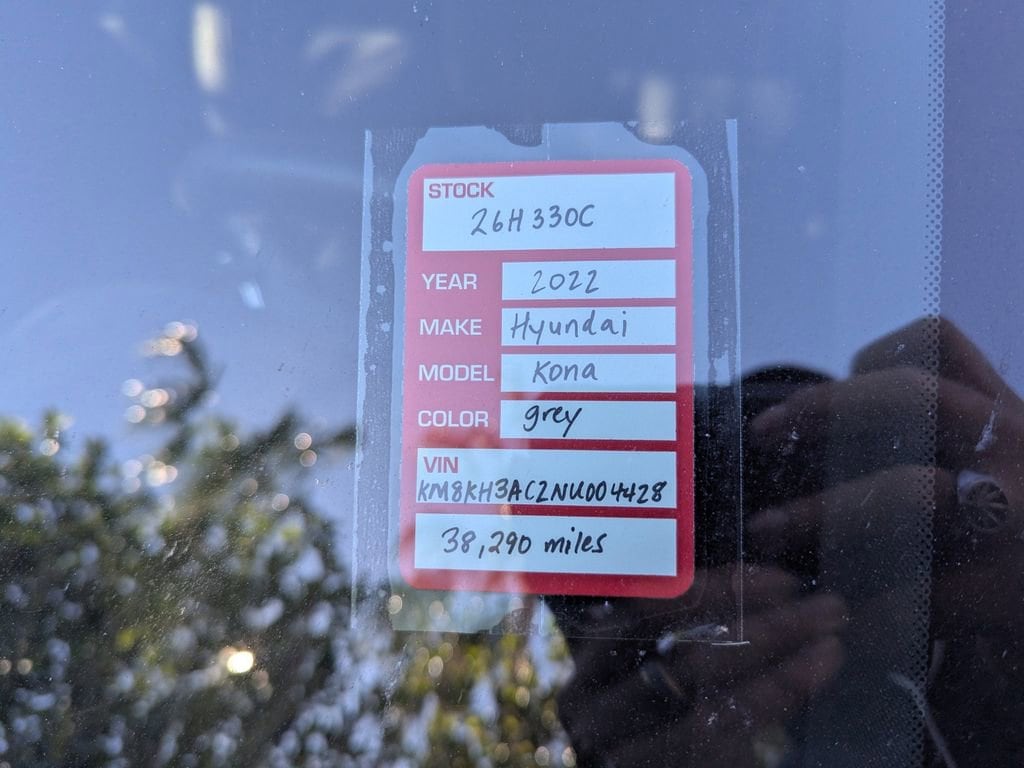 STOCK
26H330C
YEAR 2022
MAKE Hyundai
MODEL Kona
COLOR grey
VIN
KM8KH3AC2NU004428
38,290 miles